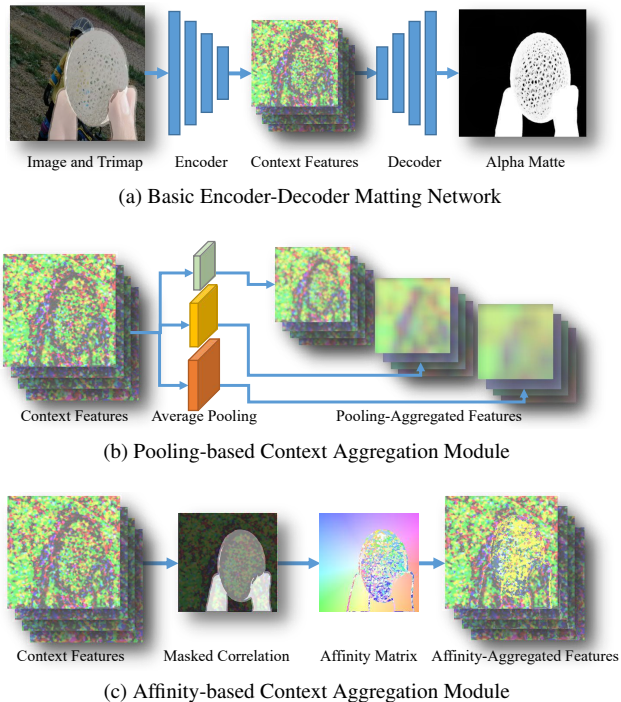 Image and Trimap Encoder Context Features Decoder Alpha Matte
(a) Basic Encoder-Decoder Matting Network
Context Features Average Pooling Pooling-Aggregated Features
(b) Pooling-based Context Aggregation Module
Context Features Masked Correlation Affinity Matrix Affinity-Aggregated Features
(c) Affinity-based Context Aggregation Module